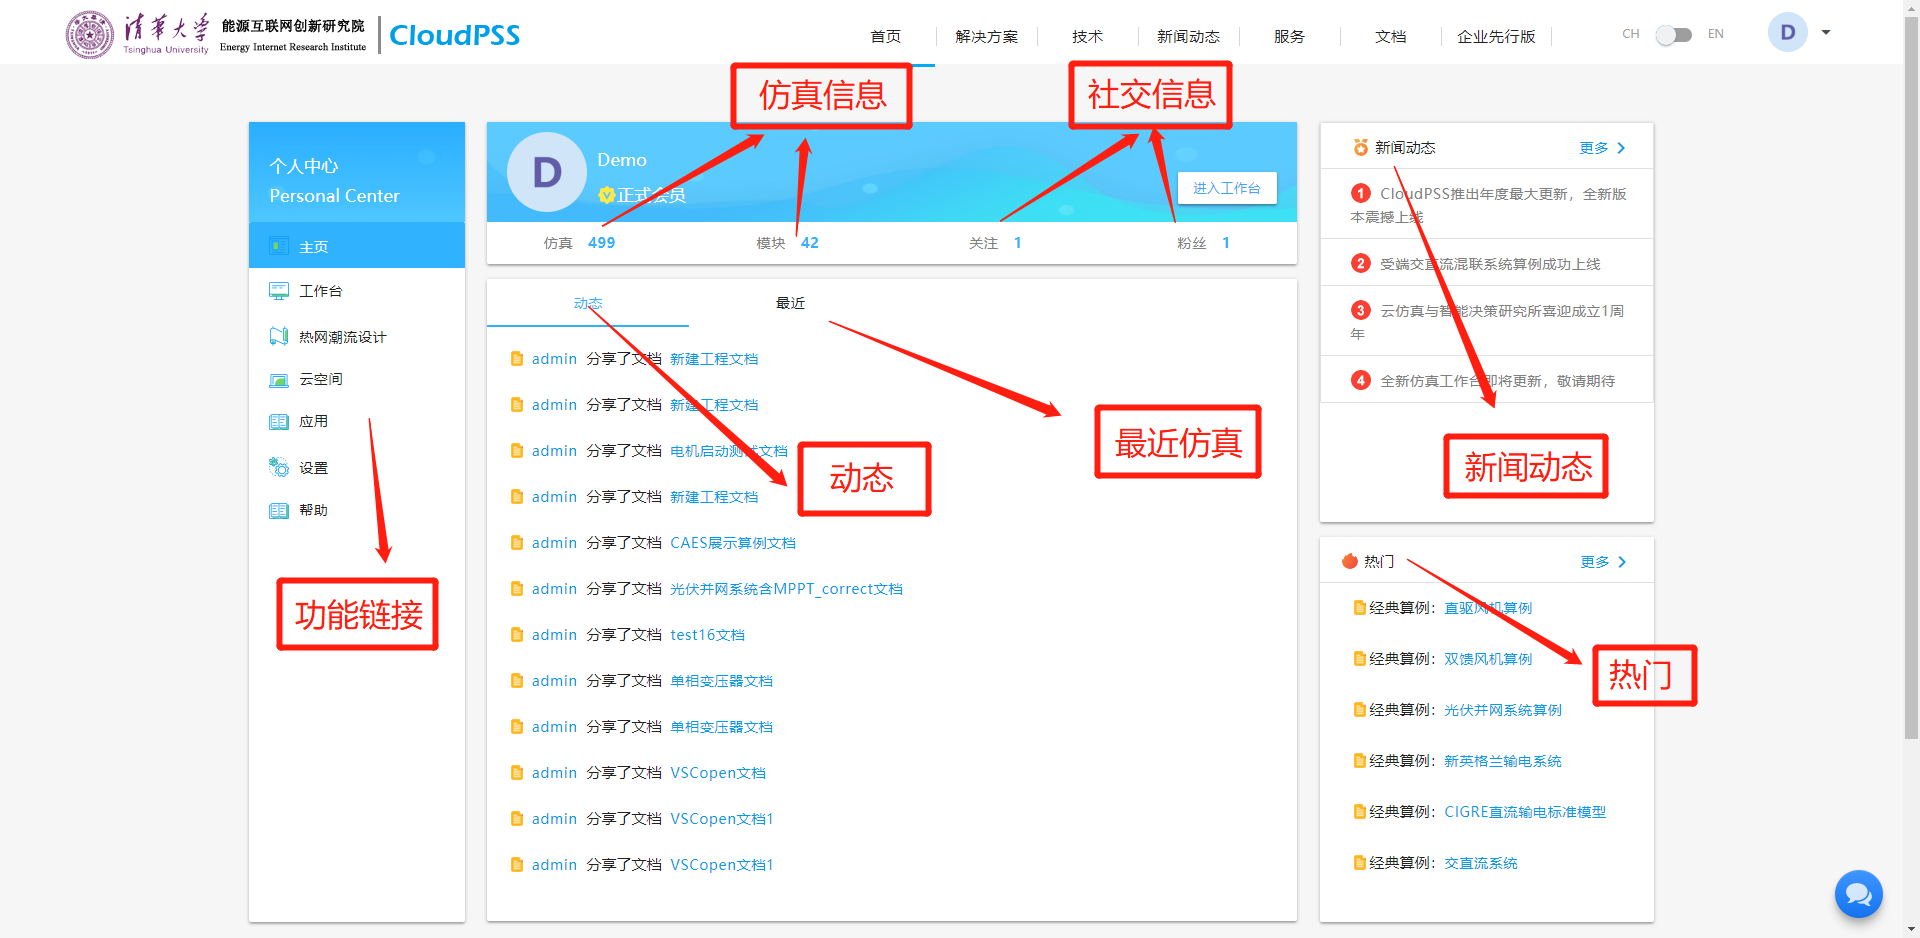 清华大学
Tsinghua University
能源互联网创新研究院
Energy Internet Research Institute
CloudPSS
首页
解决方案
技术
新闻动态
服务
文档
企业先行版
CH
EN
D
仿真信息
社交信息
个人中心
Personal Center
主页
工作台
热网潮流设计
云空间
应用
设置
帮助
功能链接
D
Demo
正式会员
进入工作台
仿真 499
模块 42
关注 1
粉丝 1
动态
最近
admin 分享了文档 新建工程文档
admin 分享了文档 新建工程文档
admin 分享了文档 电机启动测试文档
admin 分享了文档 新建工程文档
admin 分享了文档 CAES展示算例文档
admin 分享了文档 光伏并网系统含MPPT_correct文档
admin 分享了文档 test16文档
admin 分享了文档 单相变压器文档
admin 分享了文档 单相变压器文档
admin 分享了文档 VSCopen文档
admin 分享了文档 VSCopen文档1
admin 分享了文档 VSCopen文档1
动态
最近仿真
新闻动态
更多
1 CloudPSS推出年度最大更新，全新版
本震撼上线
2 受端交直流混联系统算例成功上线
3 云仿真与智能决策研究所喜迎成立1周
年
4 全新仿真工作台即将更新，敬请期待
新闻动态
热门
更多
经典算例：直驱风机算例
经典算例：双馈风机算例
经典算例：光伏并网系统算例
经典算例：新英格兰输电系统
经典算例：CIGRE直流输电标准模型
经典算例：交直流系统
热门